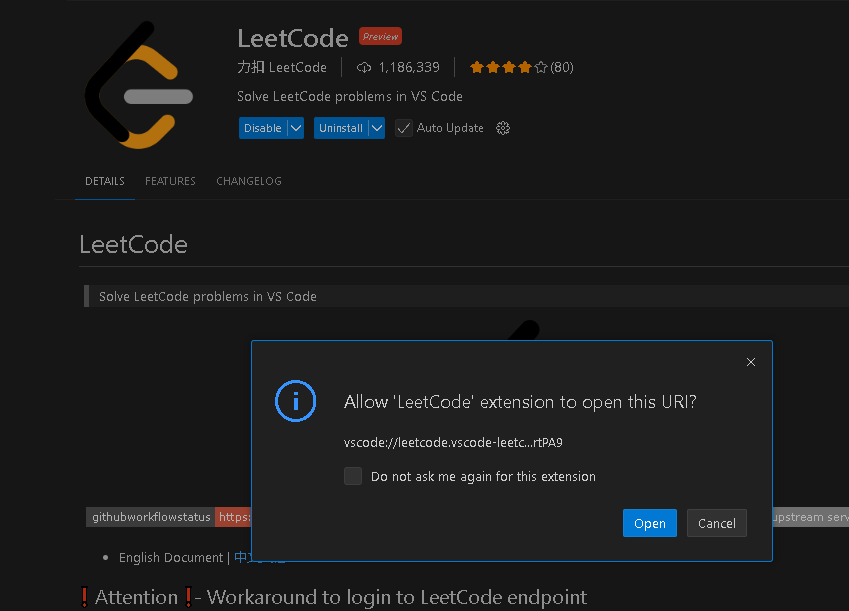 LeetCode Preview
力扣 LeetCode 1,186,339 (80)
Solve LeetCode problems in VS Code
Disable Uninstall Auto Update
DETAILS FEATURES CHANGELOG
LeetCode
Solve LeetCode problems in VS Code
Allow 'LeetCode' extension to open this URI?
vscode://leetcode.vscode-leetc...rtPA9
Do not ask me again for this extension
Open Cancel
githubworkflowstatus https: upstream serv
English Document | 中文
❗ Attention ❗- Workaround to login to LeetCode endpoint